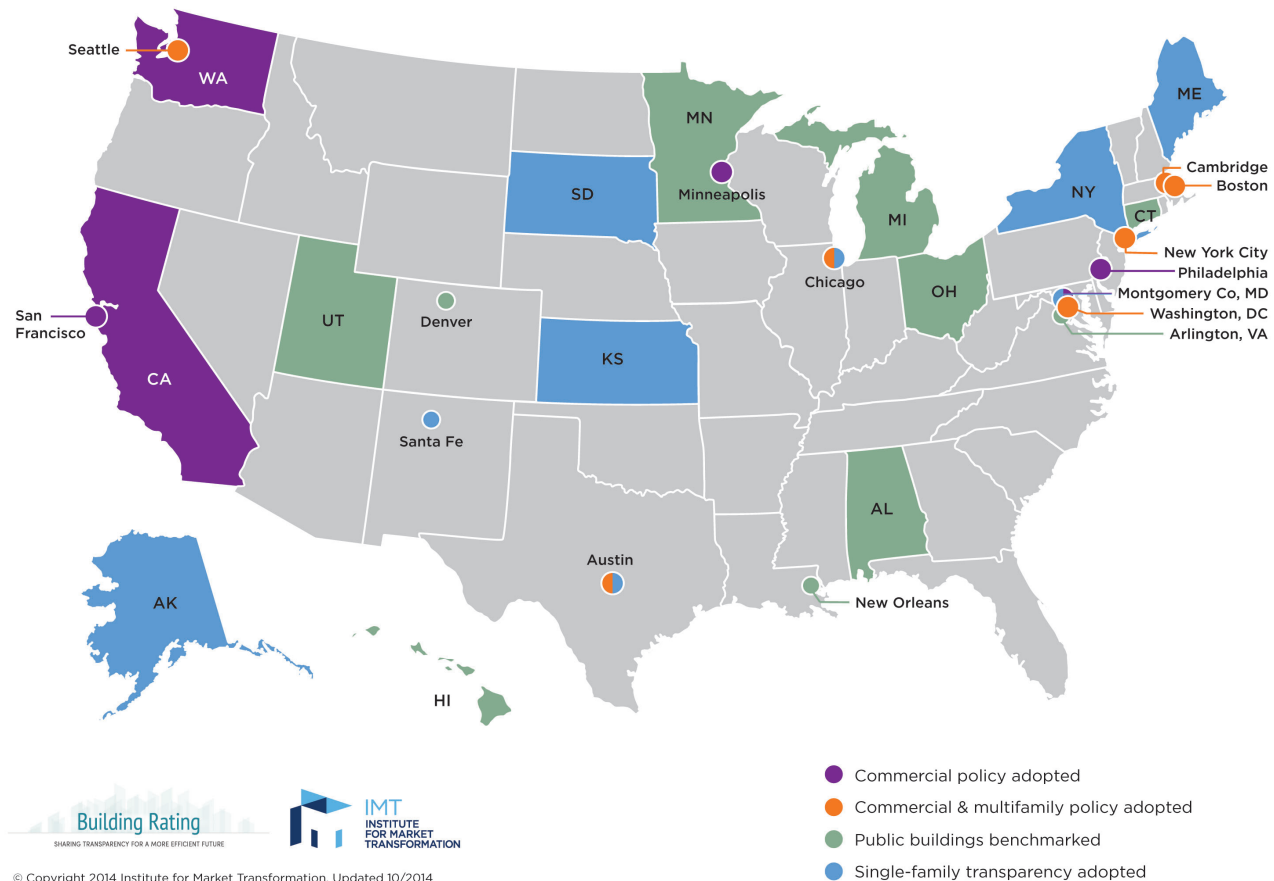 Seattle
WA
MN
ME
Minneapolis
SD
NY
Cambridge
Boston
MI
CT
New York City
Philadelphia
Montgomery Co, MD
Washington, DC
Arlington, VA
Chicago
OH
San
Francisco
UT
Denver
KS
CA
Santa Fe
AL
Austin
New Orleans
AK
HI
Commercial policy adopted
Commercial & multifamily policy adopted
Public buildings benchmarked
Single-family transparency adopted
Building Rating
SHARING TRANSPARENCY FOR A MORE EFFICIENT FUTURE
IMT
INSTITUTE
FOR MARKET
TRANSFORMATION
© Copyright 2014 Institute for Market Transformation. Updated 10/2014